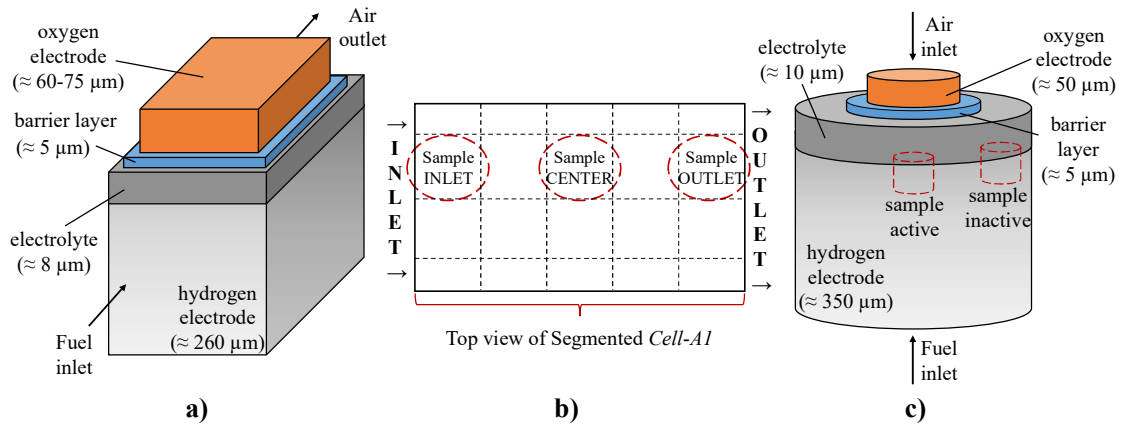 oxygen
electrode
(≈ 60-75 µm)
Air
outlet
barrier layer
(≈ 5 µm)
electrolyte
(≈ 8 µm)
hydrogen
electrode
(≈ 260 µm)
Fuel
inlet
a)
→ I N L E T →
Sample
INLET
Sample
CENTER
Sample
OUTLET
→ O U T L E T →
Top view of Segmented Cell-A1
b)
Air
inlet
electrolyte
(≈ 10 µm)
oxygen
electrode
(≈ 50 µm)
barrier
layer
(≈ 5 µm)
sample
active
sample
inactive
hydrogen
electrode
(≈ 350 µm)
Fuel
inlet
c)